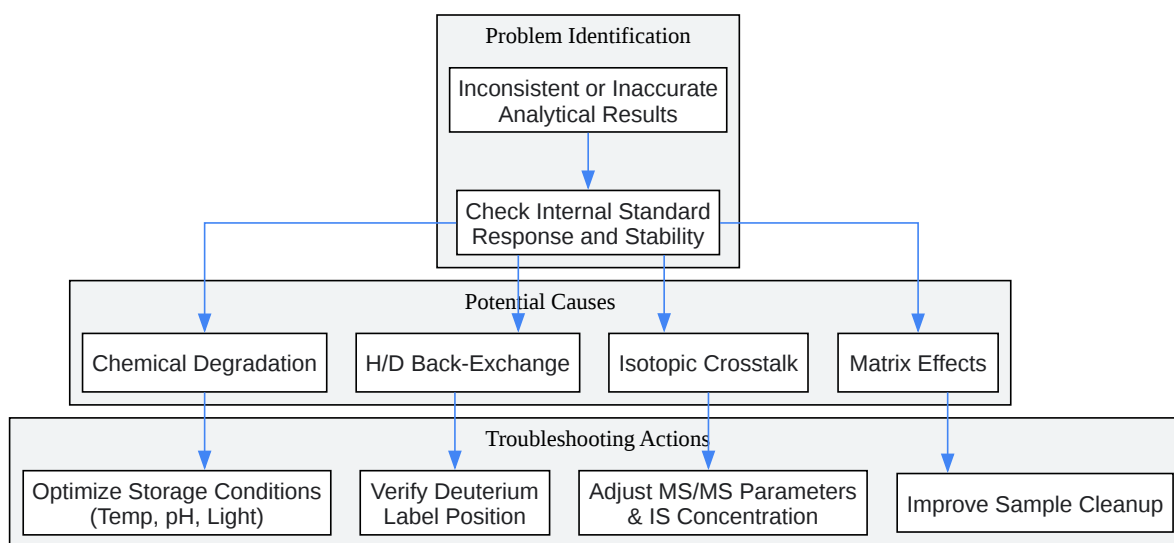 Problem Identification
Inconsistent or Inaccurate
Analytical Results
Check Internal Standard
Response and Stability
Potential Causes
Chemical Degradation
H/D Back-Exchange
Isotopic Crosstalk
Matrix Effects
Troubleshooting Actions
Optimize Storage Conditions
(Temp, pH, Light)
Verify Deuterium
Label Position
Adjust MS/MS Parameters
& IS Concentration
Improve Sample Cleanup